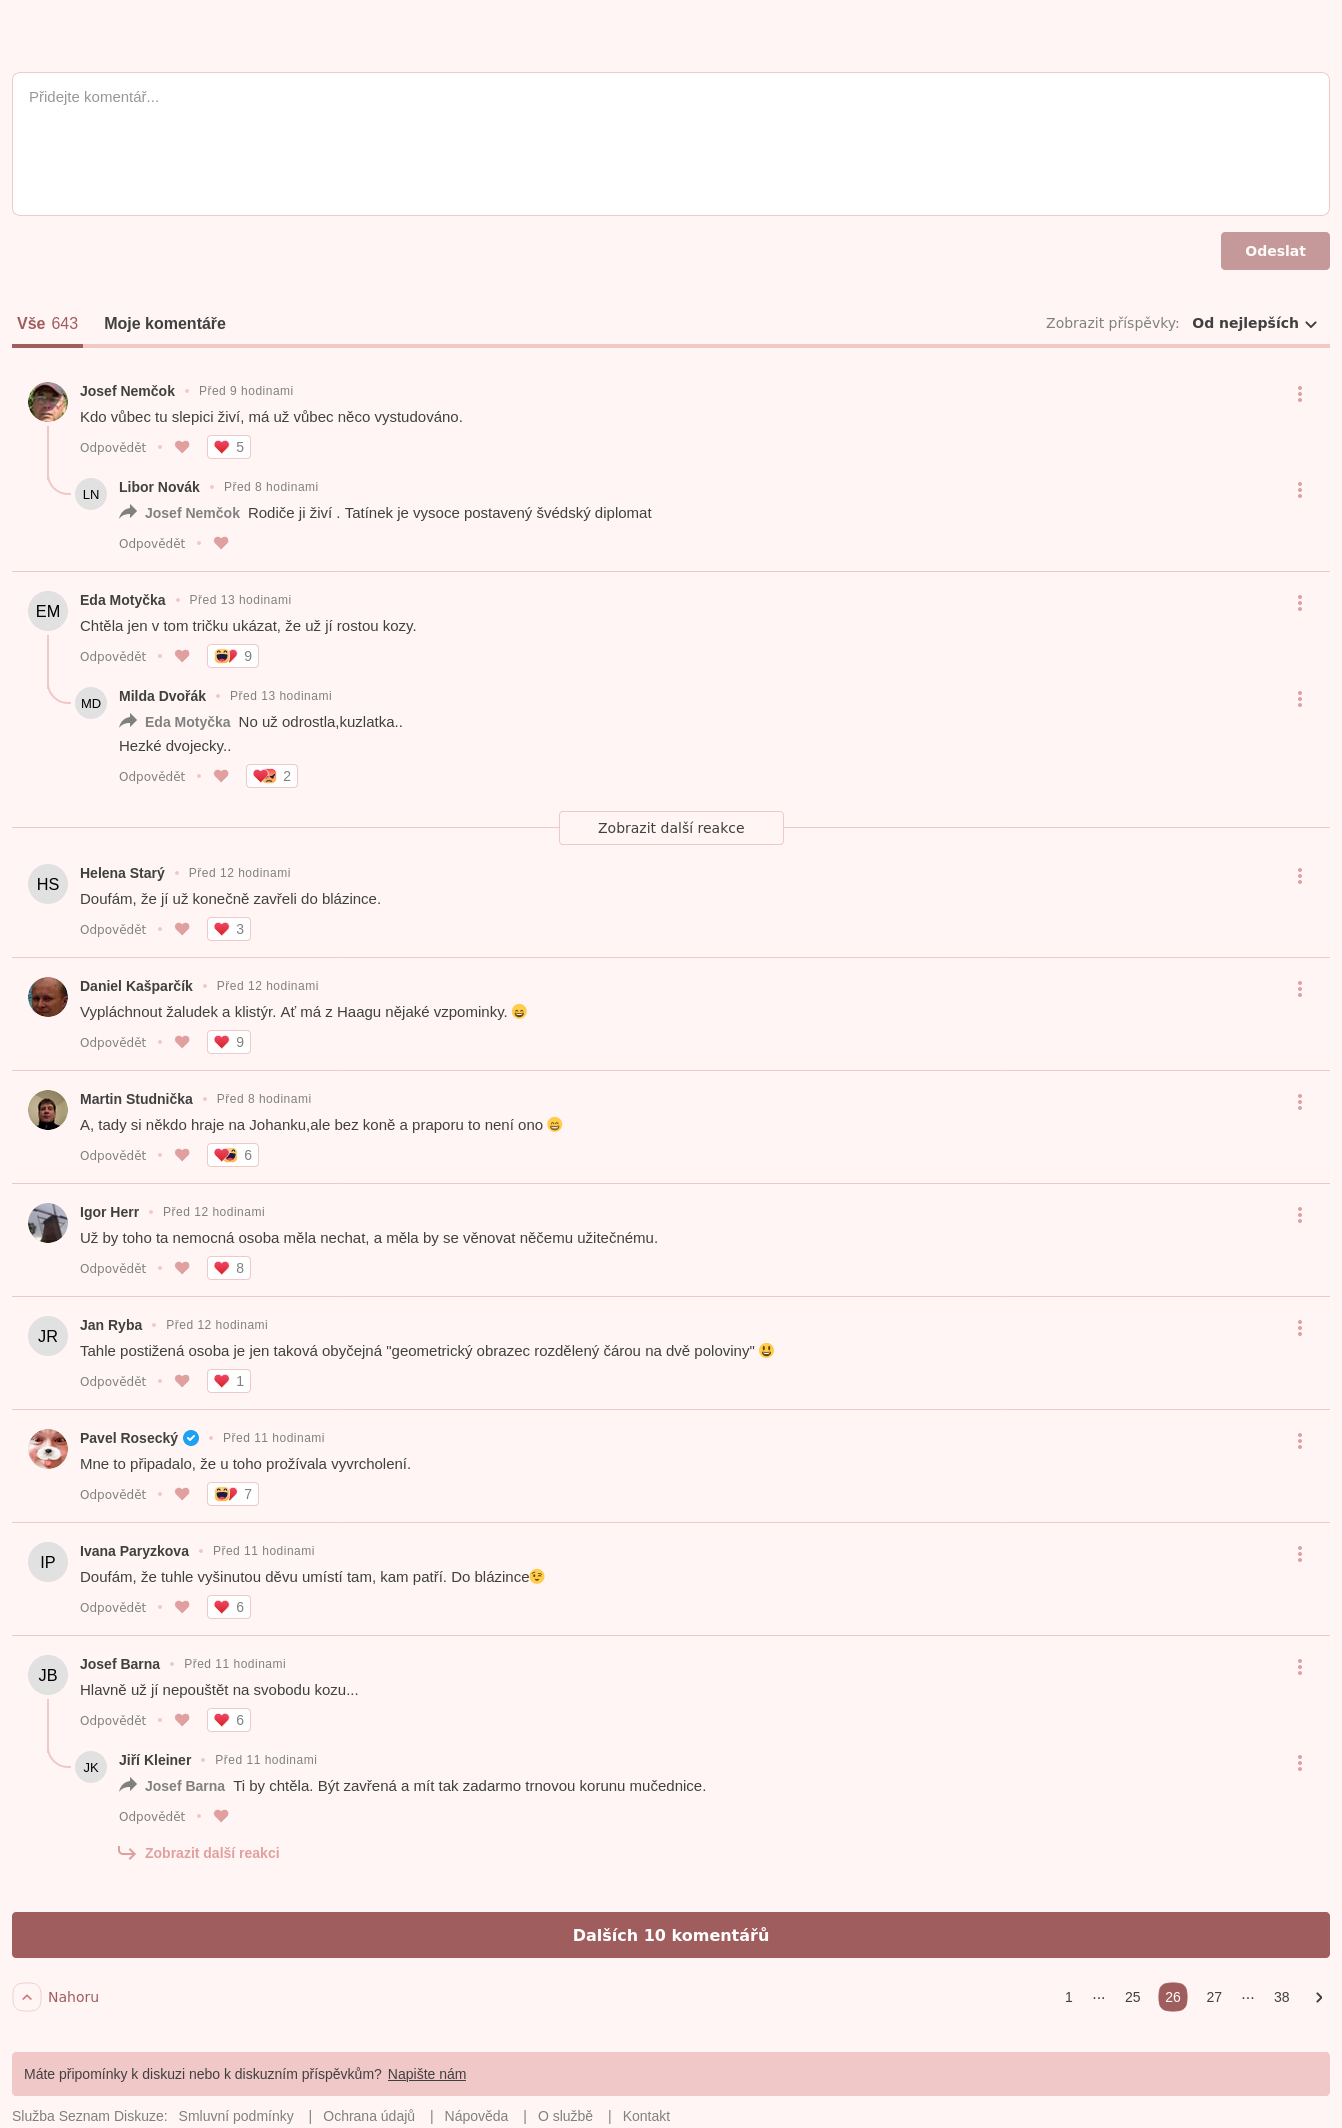 Přidejte komentář...
Odeslat
Vše 643 Moje komentáře Zobrazit příspěvky: Od nejlepších
Josef Nemčok • Před 9 hodinami
Kdo vůbec tu slepici živí, má už vůbec něco vystudováno.
Odpovědět • 5
LN Libor Novák • Před 8 hodinami
Josef Nemčok Rodiče ji živí . Tatínek je vysoce postavený švédský diplomat
Odpovědět •
EM Eda Motyčka • Před 13 hodinami
Chtěla jen v tom tričku ukázat, že už jí rostou kozy.
Odpovědět • 9
MD Milda Dvořák • Před 13 hodinami
Eda Motyčka No už odrostla,kuzlatka..
Hezké dvojecky..
Odpovědět • 2
Zobrazit další reakce
HS Helena Starý • Před 12 hodinami
Doufám, že jí už konečně zavřeli do blázince.
Odpovědět • 3
Daniel Kašparčík • Před 12 hodinami
Vypláchnout žaludek a klistýr. Ať má z Haagu nějaké vzpominky. 😄
Odpovědět • 9
Martin Studnička • Před 8 hodinami
A, tady si někdo hraje na Johanku,ale bez koně a praporu to není ono 😄
Odpovědět • 6
Igor Herr • Před 12 hodinami
Už by toho ta nemocná osoba měla nechat, a měla by se věnovat něčemu užitečnému.
Odpovědět • 8
JR Jan Ryba • Před 12 hodinami
Tahle postižená osoba je jen taková obyčejná "geometrický obrazec rozdělený čárou na dvě poloviny" 😃
Odpovědět • 1
Pavel Rosecký • Před 11 hodinami
Mne to připadalo, že u toho prožívala vyvrcholení.
Odpovědět • 7
IP Ivana Paryzkova • Před 11 hodinami
Doufám, že tuhle vyšinutou děvu umístí tam, kam patří. Do blázince😉
Odpovědět • 6
JB Josef Barna • Před 11 hodinami
Hlavně už jí nepouštět na svobodu kozu...
Odpovědět • 6
JK Jiří Kleiner • Před 11 hodinami
Josef Barna Ti by chtěla. Být zavřená a mít tak zadarmo trnovou korunu mučednice.
Odpovědět •
Zobrazit další reakci
Dalších 10 komentářů
Nahoru 1 ··· 25 26 27 ··· 38
Máte připomínky k diskuzi nebo k diskuzním příspěvkům? Napište nám
Služba Seznam Diskuze: Smluvní podmínky | Ochrana údajů | Nápověda | O službě | Kontakt